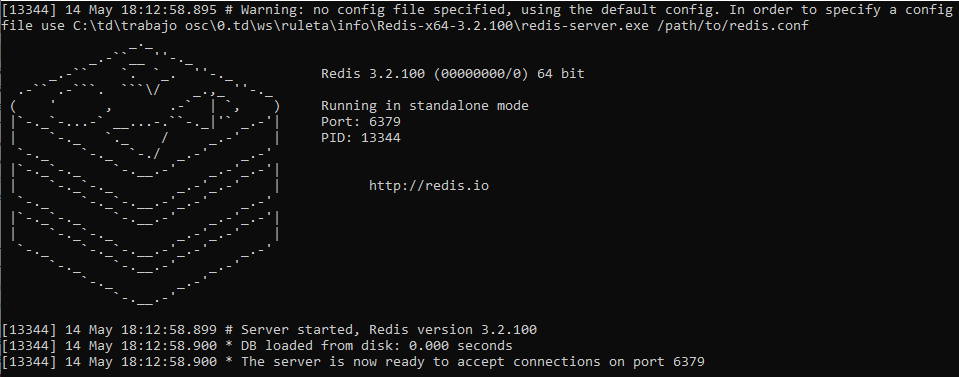 [13344] 14 May 18:12:58.895 # Warning: no config file specified, using the default config. In order to specify a config
file use C:\td\trabajo osc\0.td\ws\ruleta\info\Redis-x64-3.2.100\redis-server.exe /path/to/redis.conf
Redis 3.2.100 (00000000/0) 64 bit
Running in standalone mode
Port: 6379
PID: 13344
http://redis.io
[13344] 14 May 18:12:58.899 # Server started, Redis version 3.2.100
[13344] 14 May 18:12:58.900 * DB loaded from disk: 0.000 seconds
[13344] 14 May 18:12:58.900 * The server is now ready to accept connections on port 6379